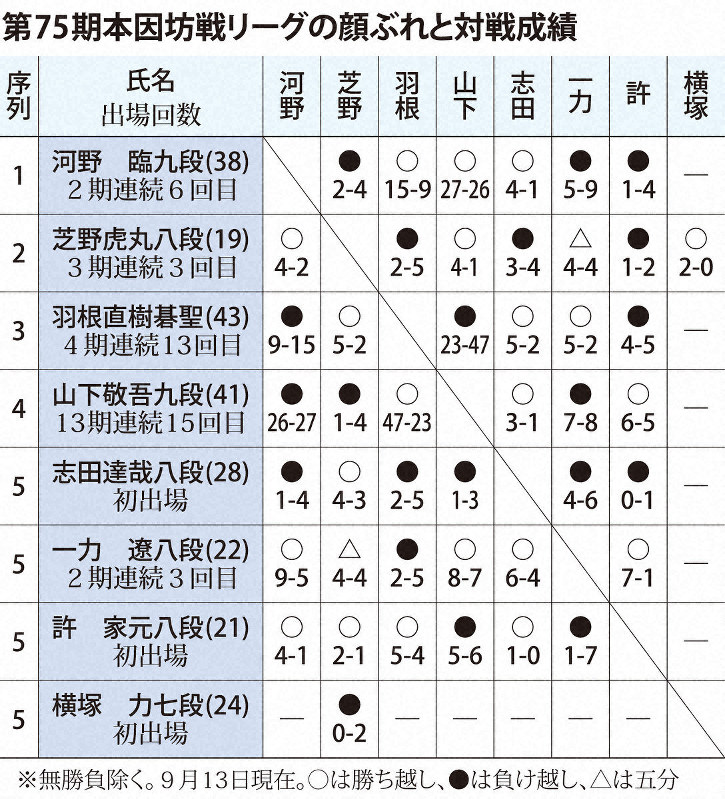 第75期本因坊戦リーグの顔ぶれと対戦成績
序列 氏名 出場回数 河野 芝野 羽根 山下 志田 一力 許 横塚
1 河野 臨九段(38) ● ○ ○ ○ ● ● —
2期連続6回目 2-4 15-9 27-26 4-1 5-9 1-4
2 芝野虎丸八段(19) ○ ● ○ ● △ ● ○
3期連続3回目 4-2 2-5 4-1 3-4 4-4 1-2 2-0
3 羽根直樹碁聖(43) ● ○ ● ○ ○ ● —
4期連続13回目 9-15 5-2 23-47 5-2 5-2 4-5
4 山下敬吾九段(41) ● ● ○ ○ ● ○ —
13期連続15回目 26-27 1-4 47-23 3-1 7-8 6-5
5 志田達哉八段(28) ● ○ ● ● ● ● —
初出場 1-4 4-3 2-5 1-3 4-6 0-1
5 一力 遼八段(22) ○ △ ● ○ ○ ○ —
2期連続3回目 9-5 4-4 2-5 8-7 6-4 7-1
5 許 家元八段(21) ○ ○ ○ ● ○ ● —
初出場 4-1 2-1 5-4 5-6 1-0 1-7
5 横塚 力七段(24) — ● — — — — —
初出場 0-2
※無勝負除く。9月13日現在。○は勝ち越し、●は負け越し、△は五分